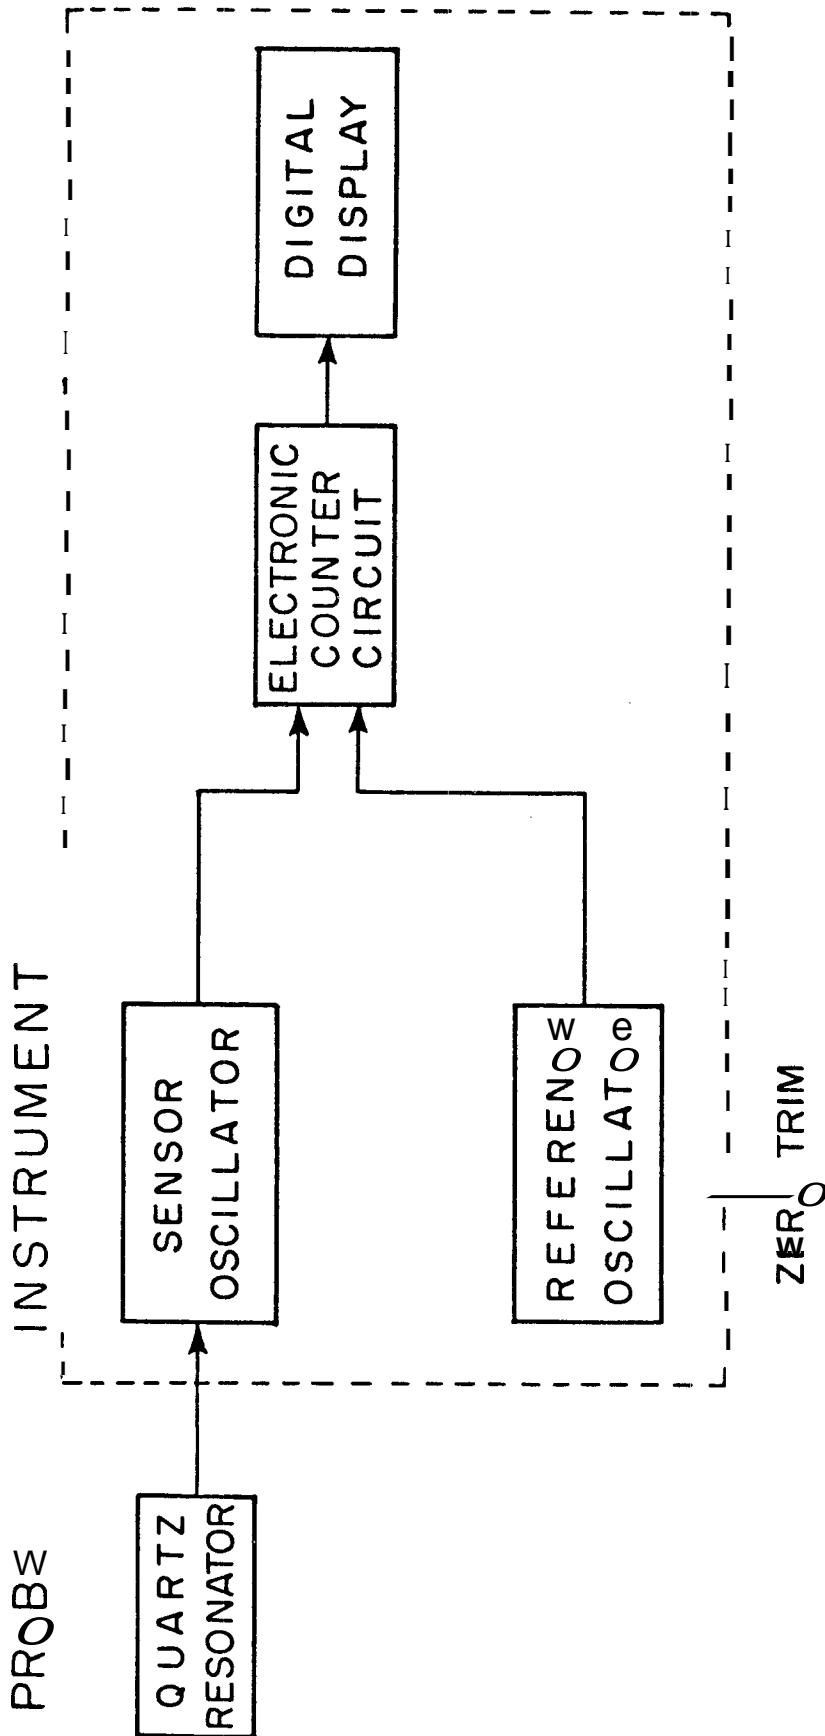 PROBE
INSTRUMENT
QUARTZ
RESONATOR
SENSOR
OSCILLATOR
REFERENCE
OSCILLATOR
ELECTRONIC
COUNTER
CIRCUIT
DIGITAL
DISPLAY
ZERO TRIM